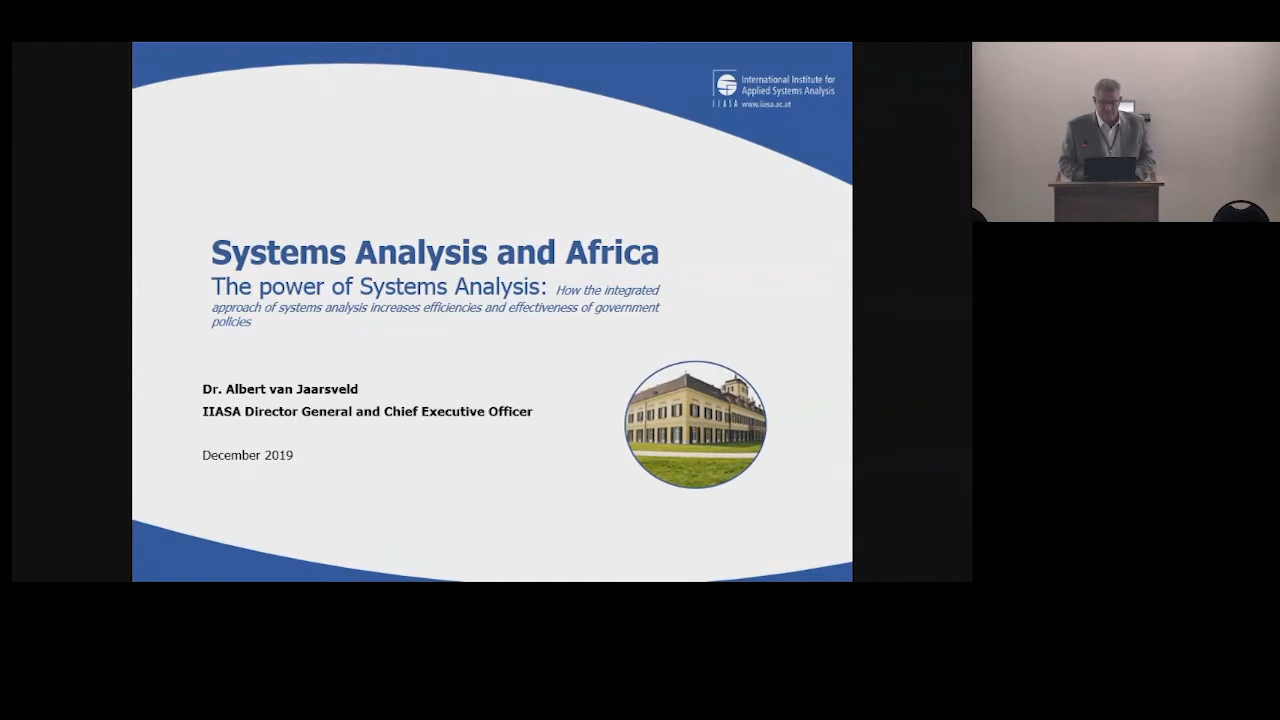 International Institute for
Applied Systems Analysis
IIASA www.iiasa.ac.at
Systems Analysis and Africa
The power of Systems Analysis: How the integrated
approach of systems analysis increases efficiencies and effectiveness of government
policies
Dr. Albert van Jaarsveld
IIASA Director General and Chief Executive Officer
December 2019